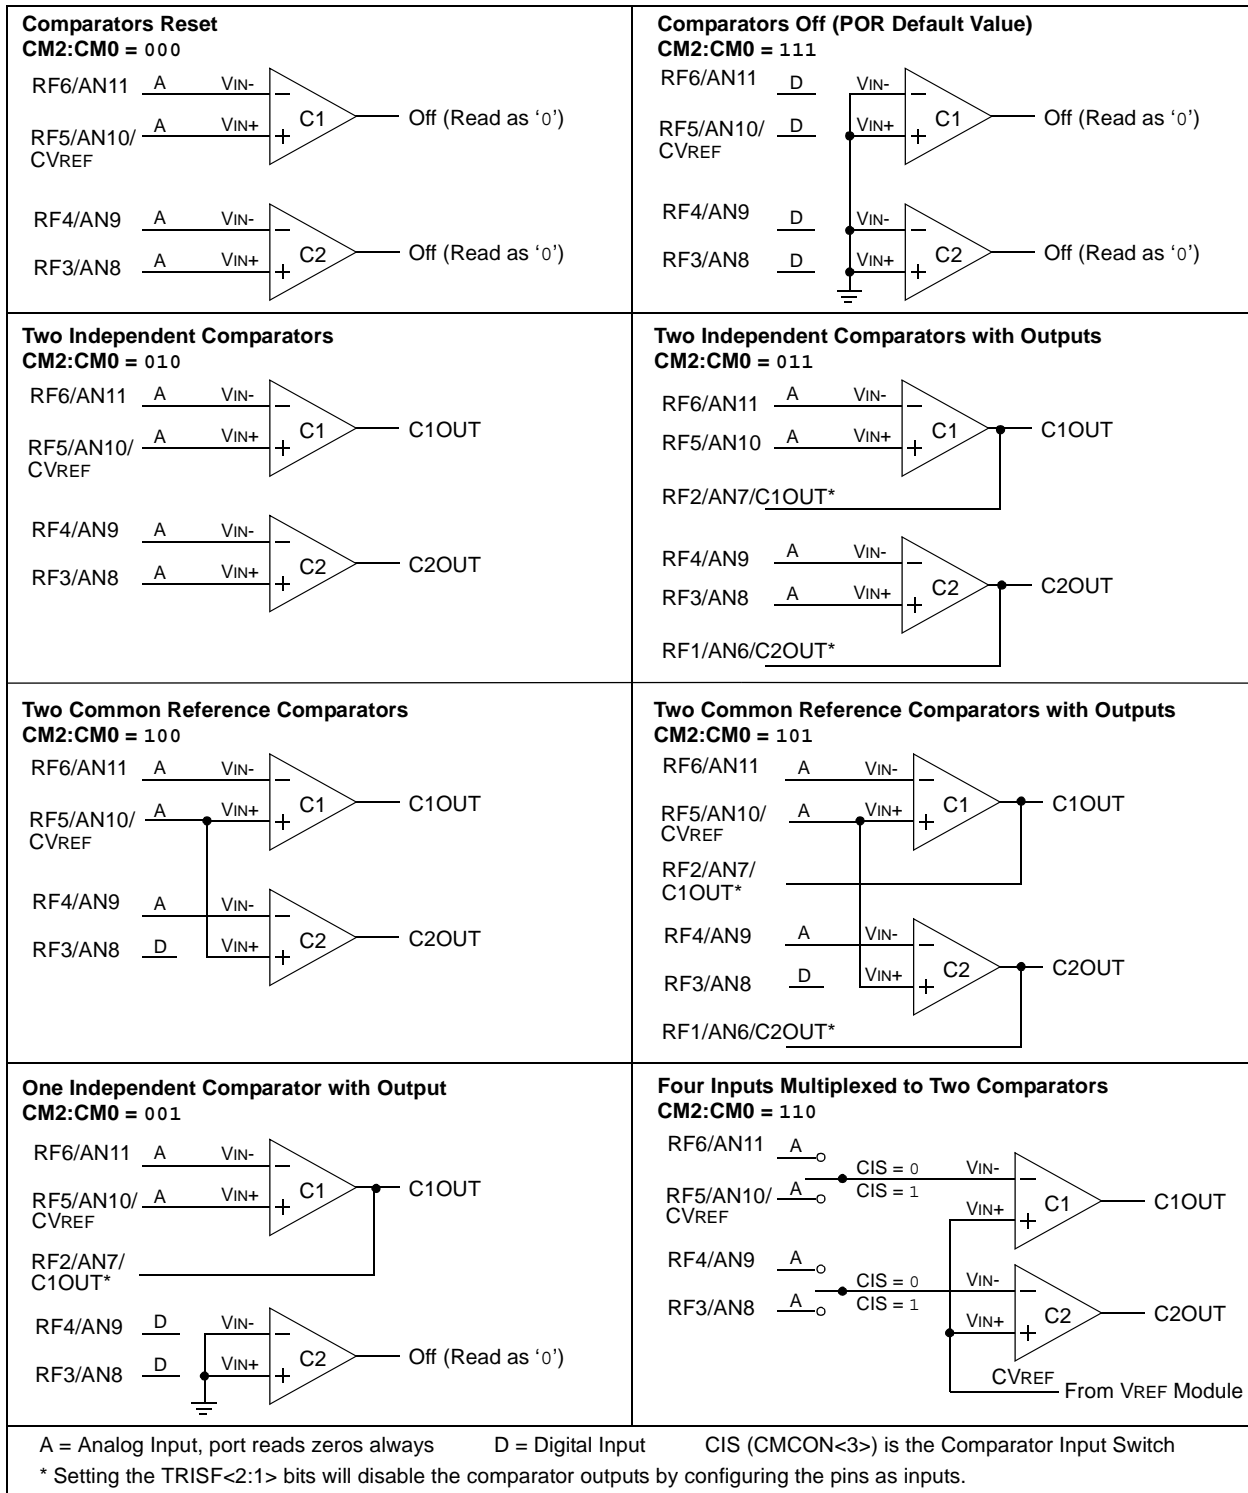 Comparators Reset
CM2:CM0 = 000
RF6/AN11 A VIN-
C1 Off (Read as ‘0’)
RF5/AN10/ A VIN+
CVREF
RF4/AN9 A VIN-
C2 Off (Read as ‘0’)
RF3/AN8 A VIN+
Comparators Off (POR Default Value)
CM2:CM0 = 111
RF6/AN11 D VIN-
C1 Off (Read as ‘0’)
RF5/AN10/ D VIN+
CVREF
RF4/AN9 D VIN-
C2 Off (Read as ‘0’)
RF3/AN8 D VIN+
Two Independent Comparators
CM2:CM0 = 010
RF6/AN11 A VIN-
C1 C1OUT
RF5/AN10/ A VIN+
CVREF
RF4/AN9 A VIN-
C2 C2OUT
RF3/AN8 A VIN+
Two Independent Comparators with Outputs
CM2:CM0 = 011
RF6/AN11 A VIN-
C1 C1OUT
RF5/AN10 A VIN+
RF2/AN7/C1OUT*
RF4/AN9 A VIN-
C2 C2OUT
RF3/AN8 A VIN+
RF1/AN6/C2OUT*
Two Common Reference Comparators
CM2:CM0 = 100
RF6/AN11 A VIN-
C1 C1OUT
RF5/AN10/ A VIN+
CVREF
RF4/AN9 A VIN-
C2 C2OUT
RF3/AN8 D VIN+
Two Common Reference Comparators with Outputs
CM2:CM0 = 101
RF6/AN11 A VIN-
C1 C1OUT
RF5/AN10/ A VIN+
CVREF
RF2/AN7/
C1OUT*
RF4/AN9 A VIN-
C2 C2OUT
RF3/AN8 D VIN+
RF1/AN6/C2OUT*
One Independent Comparator with Output
CM2:CM0 = 001
RF6/AN11 A VIN-
C1 C1OUT
RF5/AN10/ A VIN+
CVREF
RF2/AN7/
C1OUT*
RF4/AN9 D VIN-
C2 Off (Read as ‘0’)
RF3/AN8 D VIN+
Four Inputs Multiplexed to Two Comparators
CM2:CM0 = 110
RF6/AN11 A
CIS = 0 VIN-
RF5/AN10/ A CIS = 1
CVREF
VIN+ C1 C1OUT
RF4/AN9 A
CIS = 0 VIN-
RF3/AN8 A CIS = 1
VIN+ C2 C2OUT
CVREF
From VREF Module
A = Analog Input, port reads zeros always D = Digital Input CIS (CMCON<3>) is the Comparator Input Switch
* Setting the TRISF<2:1> bits will disable the comparator outputs by configuring the pins as inputs.